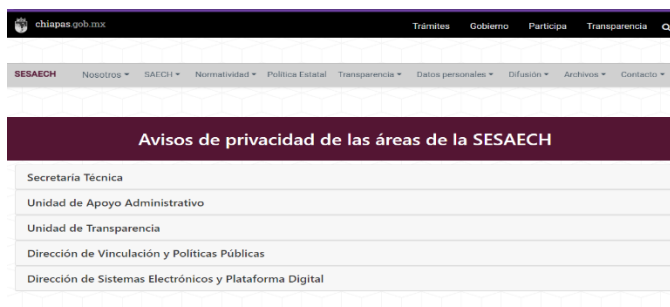 chiapas.gob.mx Trámites Gobierno Participa Transparencia
SESAECH Nosotros SAECH Normatividad Política Estatal Transparencia Datos personales Difusión Archivos Contacto
Avisos de privacidad de las áreas de la SESAECH
Secretaría Técnica
Unidad de Apoyo Administrativo
Unidad de Transparencia
Dirección de Vinculación y Políticas Públicas
Dirección de Sistemas Electrónicos y Plataforma Digital